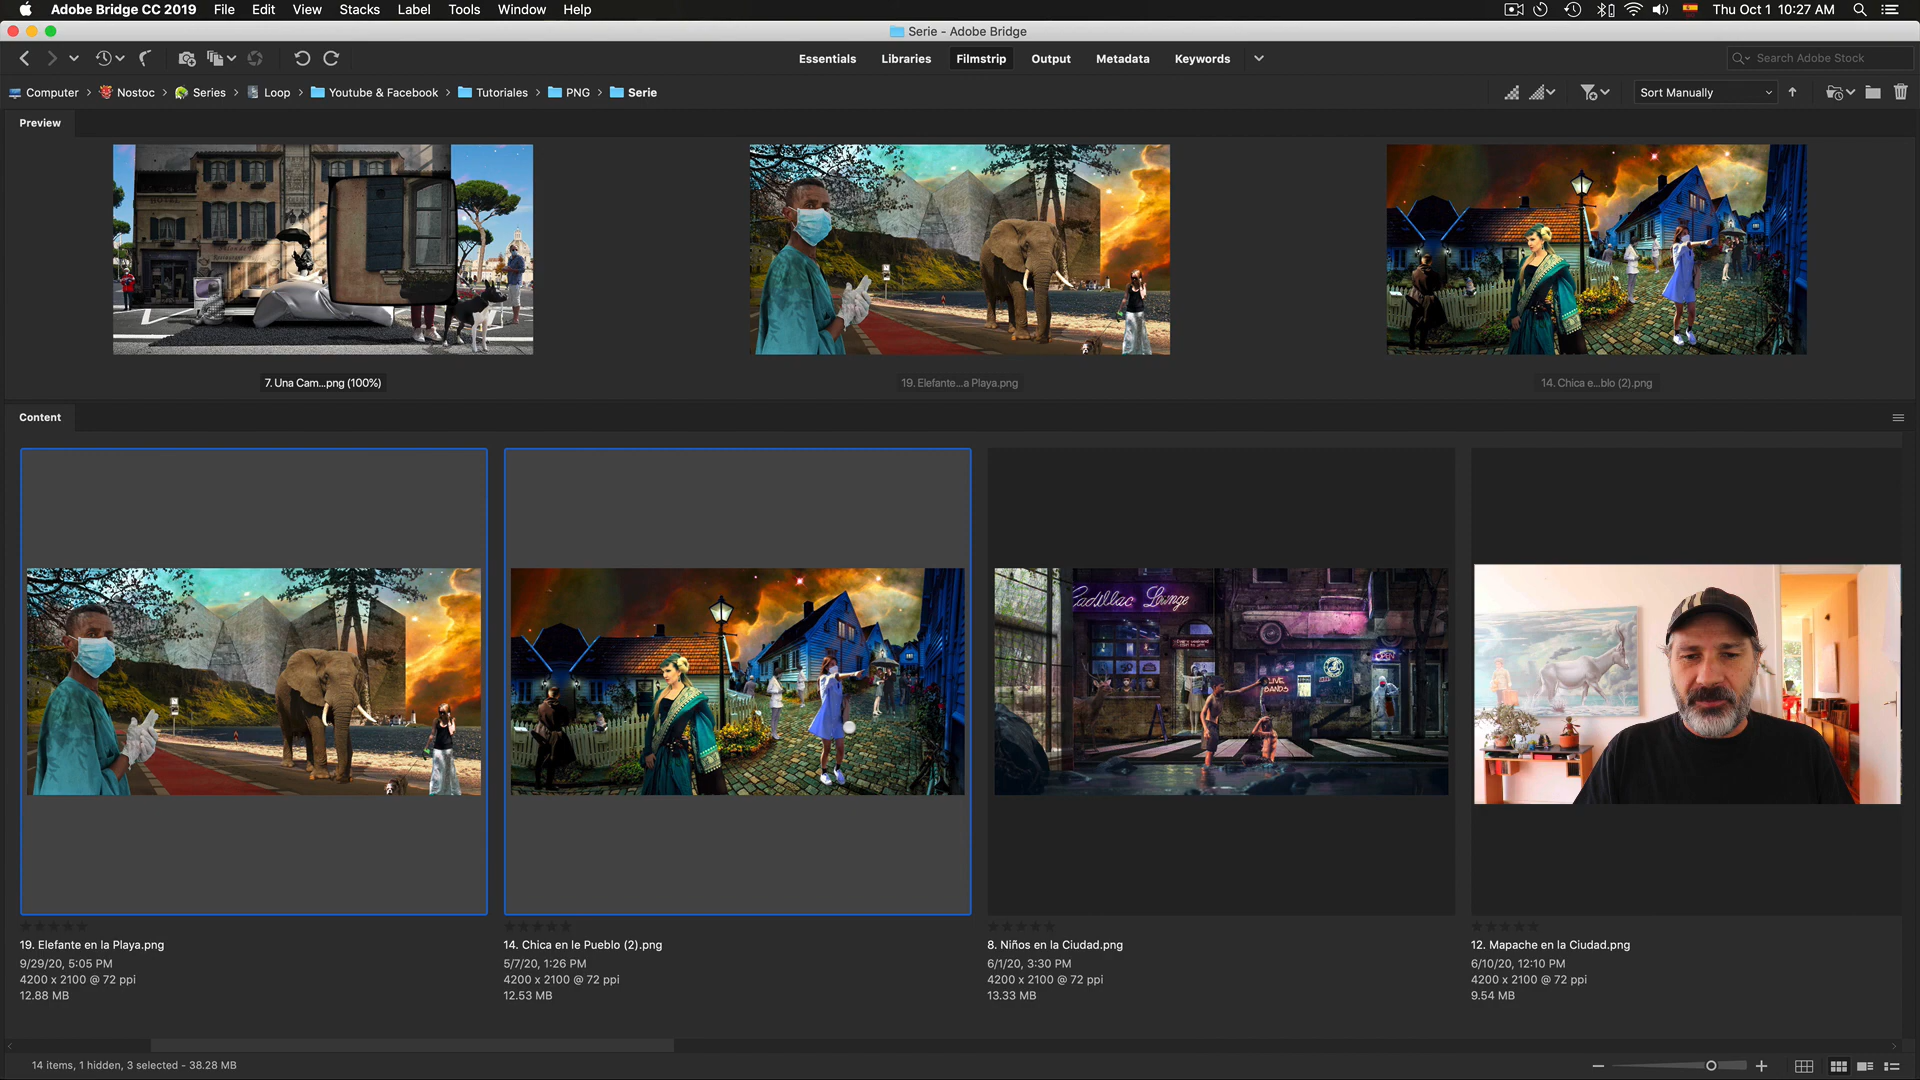 Adobe Bridge CC 2019 File Edit View Stacks Label Tools Window Help Thu Oct 1 10:27 AM
Serie - Adobe Bridge
Essentials Libraries Filmstrip Output Metadata Keywords Search Adobe Stock
Computer Nostoc Series Loop Youtube & Facebook Tutoriales PNG Serie Sort Manually
Preview
7. Una Cam...png (100%) 19. Elefante...a Playa.png 14. Chica e...blo (2).png
Content
Cadillac Lounge
OPEN
LIVE
BANDS
19. Elefante en la Playa.png
9/29/20, 5:05 PM
4200 x 2100 @ 72 ppi
12.88 MB
14. Chica en le Pueblo (2).png
5/7/20, 1:26 PM
4200 x 2100 @ 72 ppi
12.53 MB
8. Niños en la Ciudad.png
6/1/20, 3:30 PM
4200 x 2100 @ 72 ppi
13.33 MB
12. Mapache en la Ciudad.png
6/10/20, 12:10 PM
4200 x 2100 @ 72 ppi
9.54 MB
14 items, 1 hidden, 3 selected - 38.28 MB